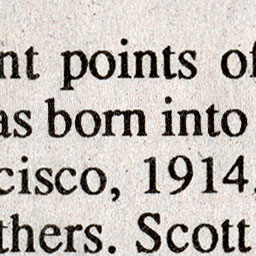 nt points of
as born into
cisco, 1914,
thers. Scott